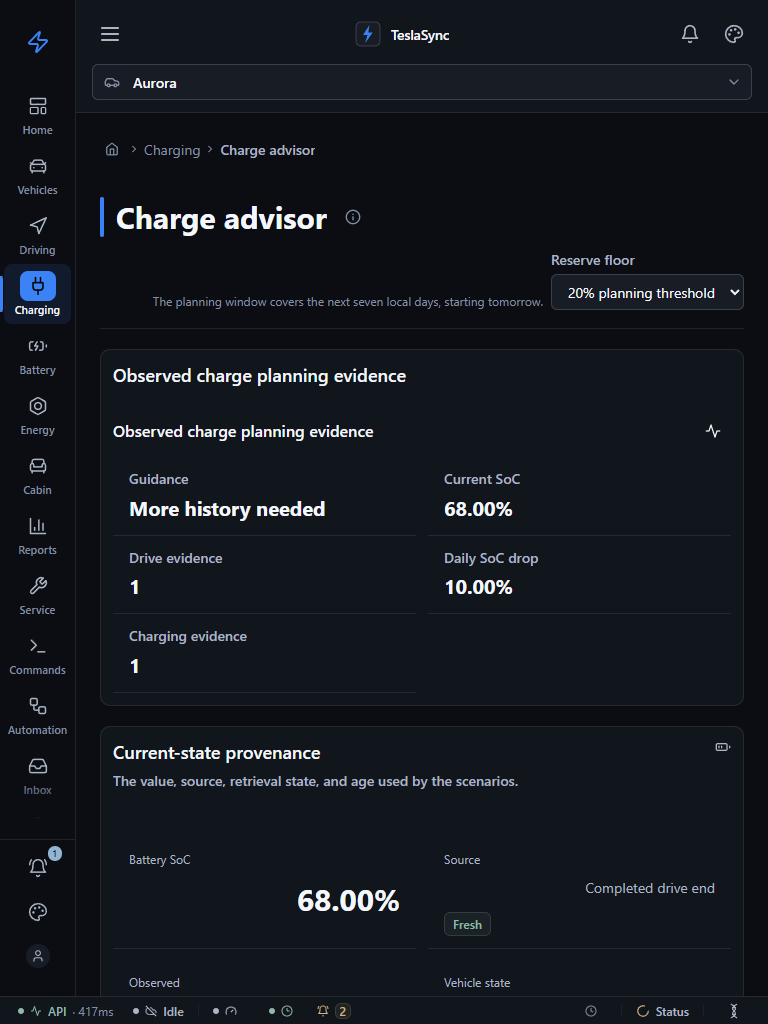 TeslaSync
Aurora
Home
Vehicles
Driving
Charging
Battery
Energy
Cabin
Reports
Service
Commands
Automation
Inbox
1
Charging
Charge advisor
Charge advisor
Reserve floor
The planning window covers the next seven local days, starting tomorrow.
20% planning threshold
Observed charge planning evidence
Observed charge planning evidence
Guidance
More history needed
Current SoC
68.00%
Drive evidence
1
Daily SoC drop
10.00%
Charging evidence
1
Current-state provenance
The value, source, retrieval state, and age used by the scenarios.
Battery SoC
68.00%
Source
Completed drive end
Fresh
Observed
Vehicle state
API · 417ms
Idle
2
Status